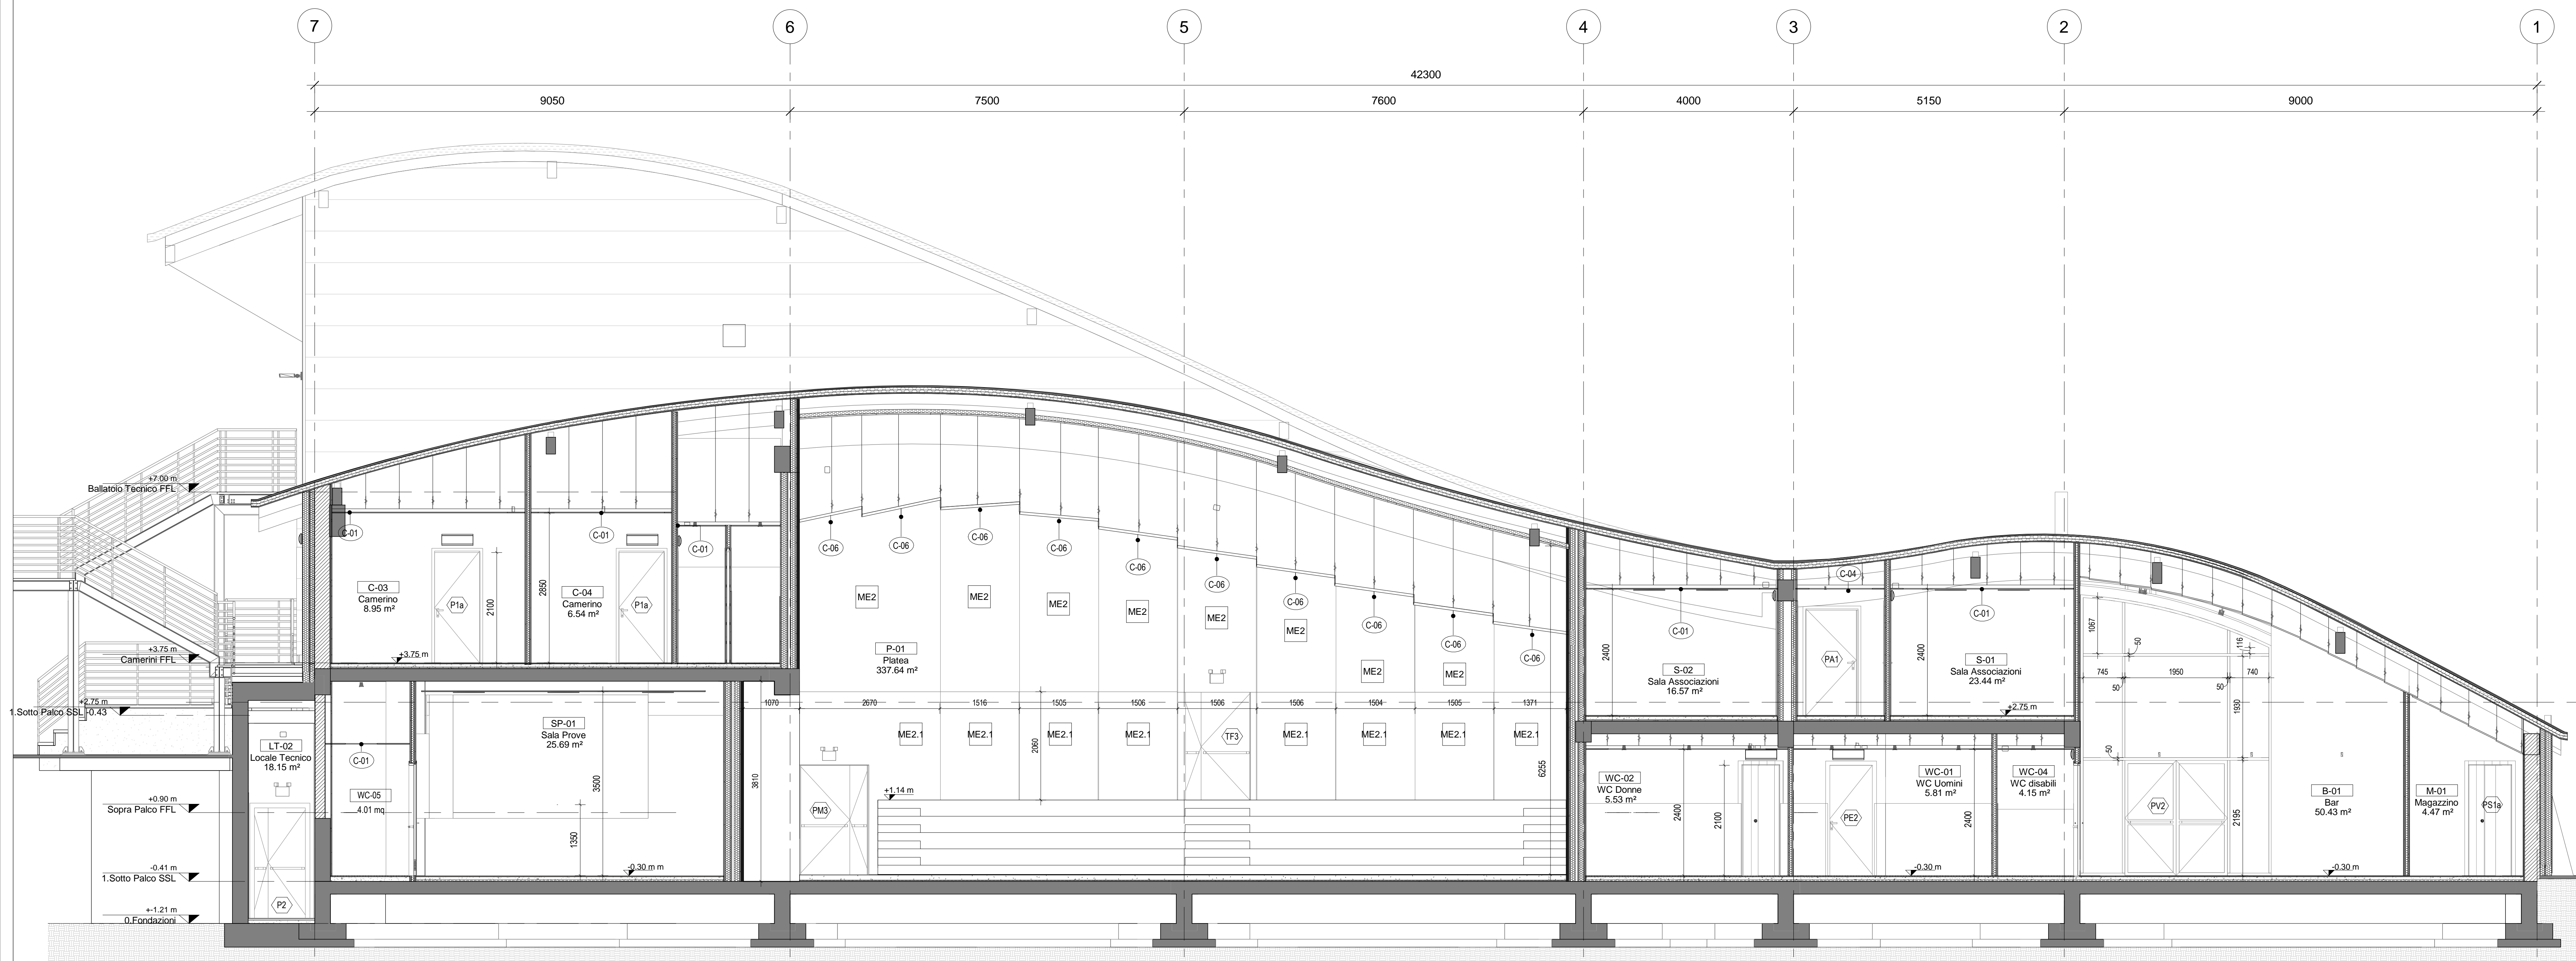 7
6
5
4
3
2
1
42300
9050
7500
7600
4000
5150
9000
+7.00 m
Ballatoio Tecnico FFL
+3.75 m
Camerini FFL
+2.75 m
1.Sotto Palco SSL -0.43
+0.90 m
Sopra Palco FFL
-0.41 m
1.Sotto Palco SSL
+-1.21 m
0.Fondazioni
C-01
C-01
C-01
C-03
Camerino
8.95 m²
P1a
2100
2850
C-04
Camerino
6.54 m²
P1a
+3.75 m
LT-02
Locale Tecnico
18.15 m²
P2
C-01
WC-05
4.01 mq
SP-01
Sala Prove
25.69 m²
3500
1350
-0.30 m m
C-06
C-06
C-06
C-06
C-06
C-06
C-06
C-06
C-06
C-06
ME2
ME2
ME2
ME2
ME2
ME2
ME2
ME2
P-01
Platea
337.64 m²
1070
2670
1516
1505
1506
1506
1506
1504
1505
1371
ME2.1
ME2.1
ME2.1
ME2.1
TF3
ME2.1
ME2.1
ME2.1
ME2.1
3810
2060
6255
PM3
+1.14 m
C-01
S-02
Sala Associazioni
16.57 m²
2400
C-04
PA1
C-01
S-01
Sala Associazioni
23.44 m²
2400
+2.75 m
WC-02
WC Donne
5.53 m²
2400
2100
PE2
WC-01
WC Uomini
5.81 m²
2400
-0.30 m
WC-04
WC disabili
4.15 m²
1067
50
116
745
1950
740
50
50
1930
50
2195
PV2
B-01
Bar
50.43 m²
-0.30 m
M-01
Magazzino
4.47 m²
PS1a